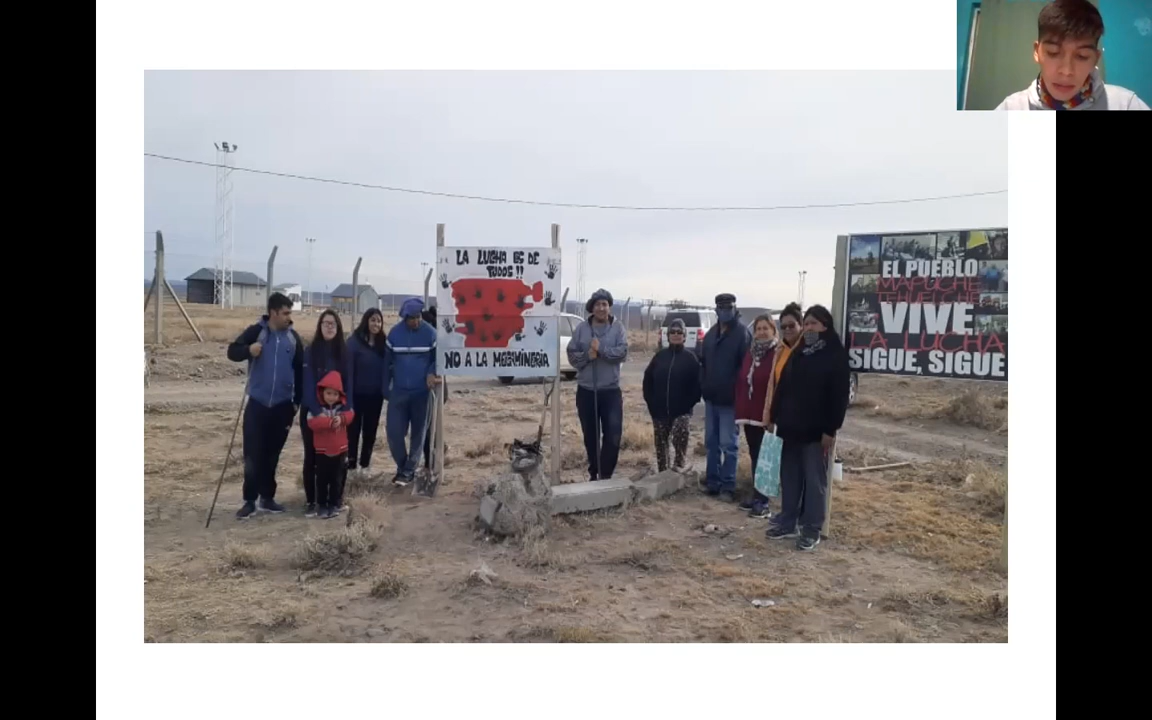 LA LUCHA ES DE
TODOS !!
NO A LA MEGAMINERIA
EL PUEBLO
MAPUCHE
TEHUELCHE
VIVE
LA LUCHA
SIGUE, SIGUE